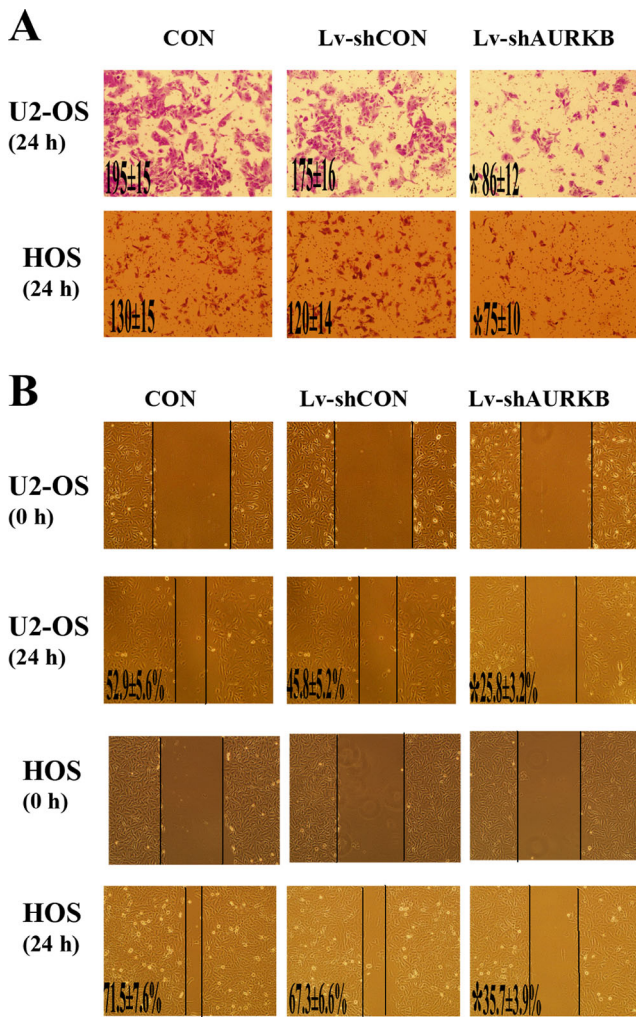 A
CON Lv-shCON Lv-shAURKB
U2-OS
(24 h)
195±15 175±16 *86±12
HOS
(24 h)
130±15 120±14 *75±10
B
CON Lv-shCON Lv-shAURKB
U2-OS
(0 h)
U2-OS
(24 h)
52.9±5.6% 45.8±5.2% *25.8±3.2%
HOS
(0 h)
HOS
(24 h)
71.5±7.6% 67.3±6.6% *35.7±3.9%